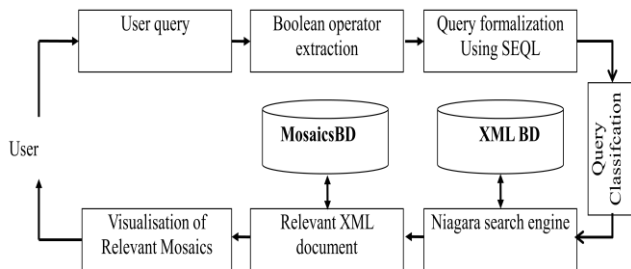 User query
Boolean operator
extraction
Query formalization
Using SEQL
Query
Classifcation
MosaicsBD
XML BD
User
Visualisation of
Relevant Mosaics
Relevant XML
document
Niagara search engine